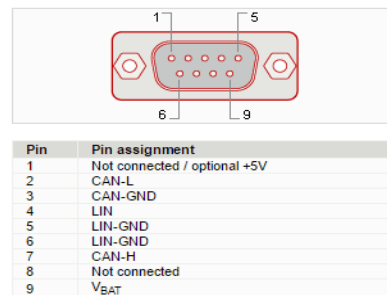 1 5
6 9
Pin Pin assignment
1 Not connected / optional +5V
2 CAN-L
3 CAN-GND
4 LIN
5 LIN-GND
6 LIN-GND
7 CAN-H
8 Not connected
9 VBAT